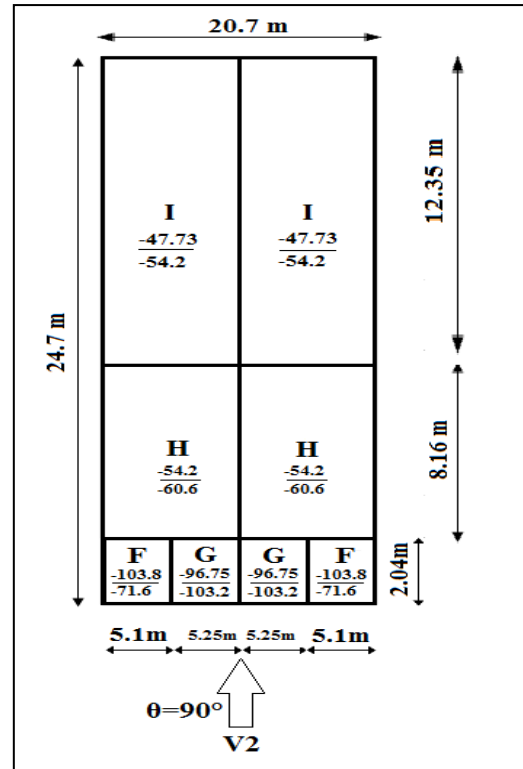 20.7 m
24.7 m
12.35 m
I
-47.73
-54.2
I
-47.73
-54.2
8.16 m
H
-54.2
-60.6
H
-54.2
-60.6
F
-103.8
-71.6
G
-96.75
-103.2
G
-96.75
-103.2
F
-103.8
-71.6
2.04m
5.1m 5.25m 5.25m 5.1m
θ=90°
V2